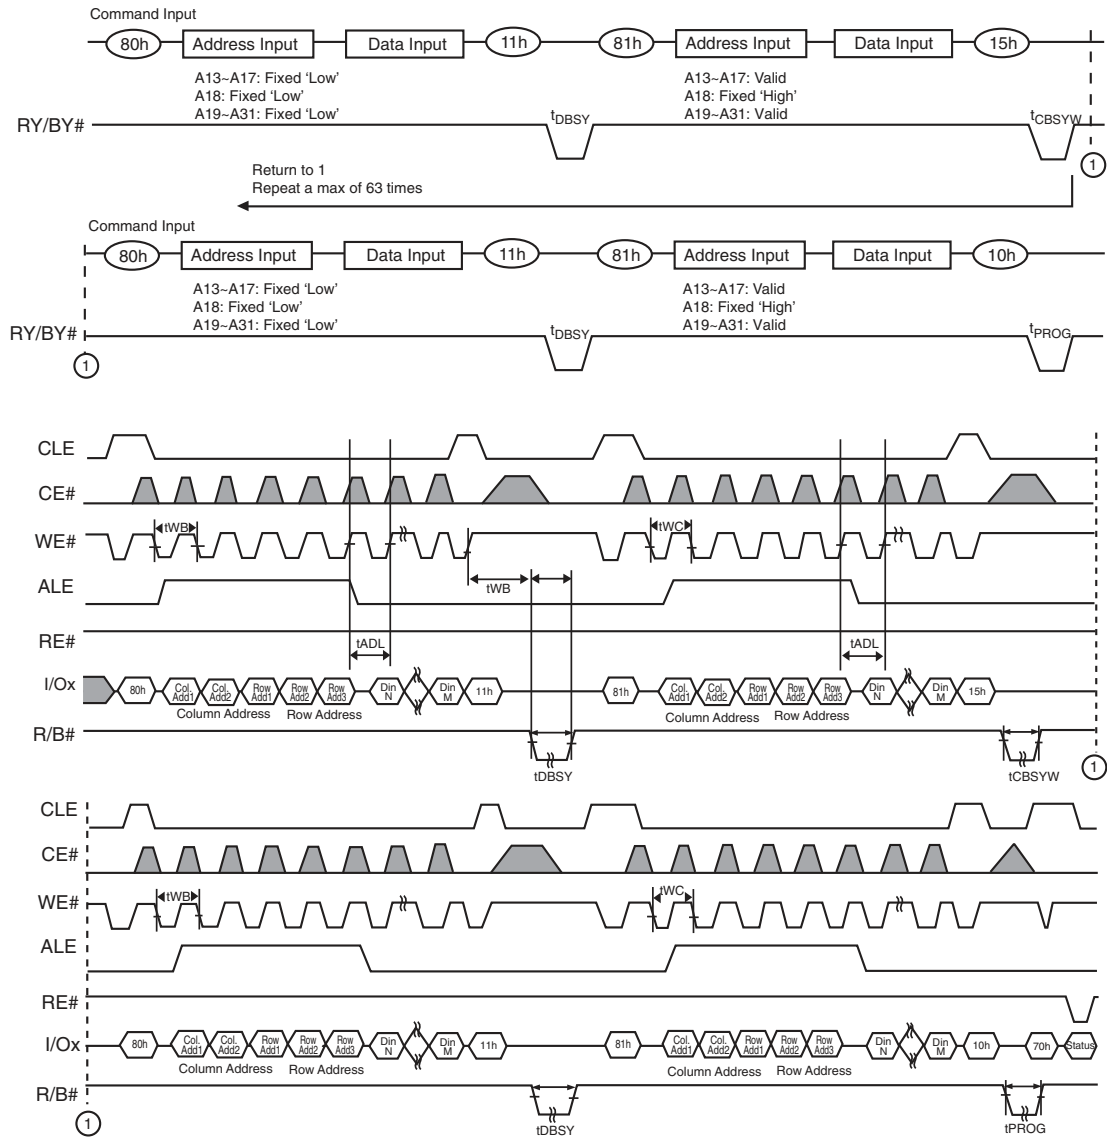 Command Input
80h Address Input Data Input 11h 81h Address Input Data Input 15h
A13~A17: Fixed 'Low' A13~A17: Valid
A18: Fixed 'Low' A18: Fixed 'High'
A19~A31: Fixed 'Low' A19~A31: Valid
RY/BY# tDBSY tCBSYW
1
Return to 1
Repeat a max of 63 times
Command Input
80h Address Input Data Input 11h 81h Address Input Data Input 10h
A13~A17: Fixed 'Low' A13~A17: Valid
A18: Fixed 'Low' A18: Fixed 'High'
A19~A31: Fixed 'Low' A19~A31: Valid
RY/BY# tDBSY tPROG
1
CLE
CE#
WE# tWB tWC
ALE tWB
RE#
tADL tADL
I/Ox 80h Col. Add1 Col. Add2 Row Add1 Row Add2 Row Add3 Din N Din M 11h 81h Col. Add1 Col. Add2 Row Add1 Row Add2 Row Add3 Din N Din M 15h
Column Address Row Address Column Address Row Address
R/B#
tDBSY tCBSYW
1
CLE
CE#
WE# tWB tWC
ALE
RE#
I/Ox 80h Col. Add1 Col. Add2 Row Add1 Row Add2 Row Add3 Din N Din M 11h 81h Col. Add1 Col. Add2 Row Add1 Row Add2 Row Add3 Din N Din M 10h 70h Status
Column Address Row Address Column Address Row Address
R/B#
1 tDBSY tPROG